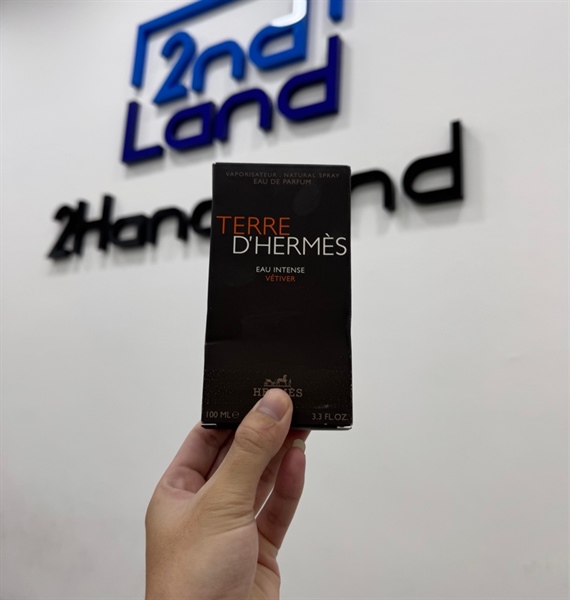 2nd
Land
2Hand
nd
VAPORISATEUR . NATURAL SPRAY
EAU DE PARFUM
TERRE
D'HERMÈS
EAU INTENSE
VÉTIVER
HERMÈS
100 ML℮
3.3 FL.OZ.